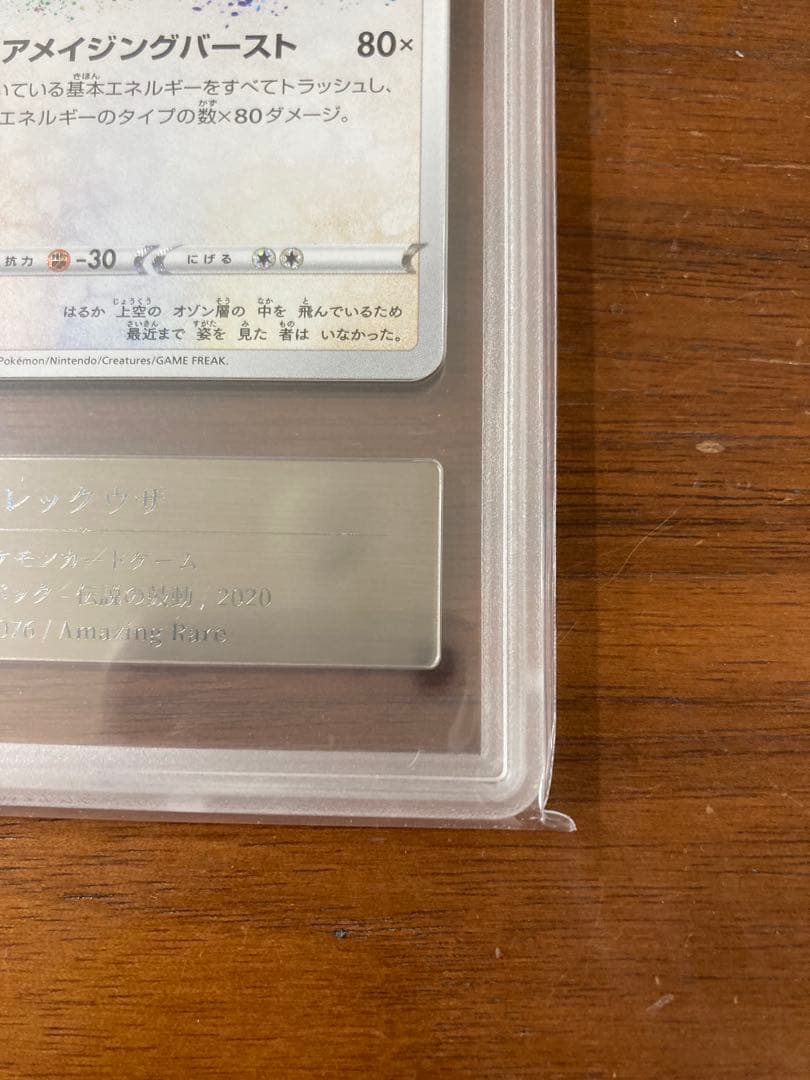 アメイジングバースト 80×
いている基本エネルギーをすべてトラッシュし、
エネルギーのタイプの数×80ダメージ。
抗力 -30 にげる
はるか 上空の オゾン層の 中を 飛んでいるため
最近まで 姿を 見た 者は いなかった。
Pokémon/Nintendo/Creatures/GAME FREAK.
レックウザ
ケモンカードゲーム
伝説の鼓動 , 2020
076 / Amazing Rare